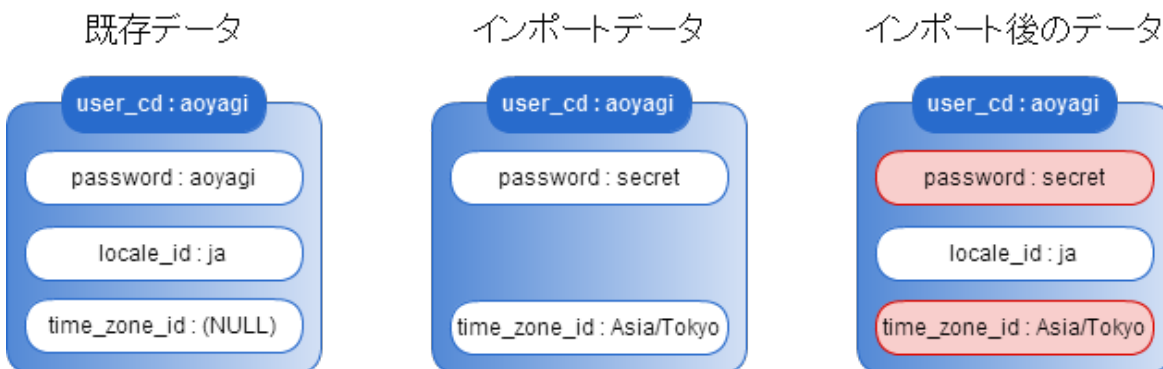 既存データ
インポートデータ
インポート後のデータ
user_cd : aoyagi
user_cd : aoyagi
user_cd : aoyagi
password : aoyagi
password : secret
password : secret
locale_id : ja
locale_id : ja
time_zone_id : (NULL)
time_zone_id : Asia/Tokyo
time_zone_id : Asia/Tokyo